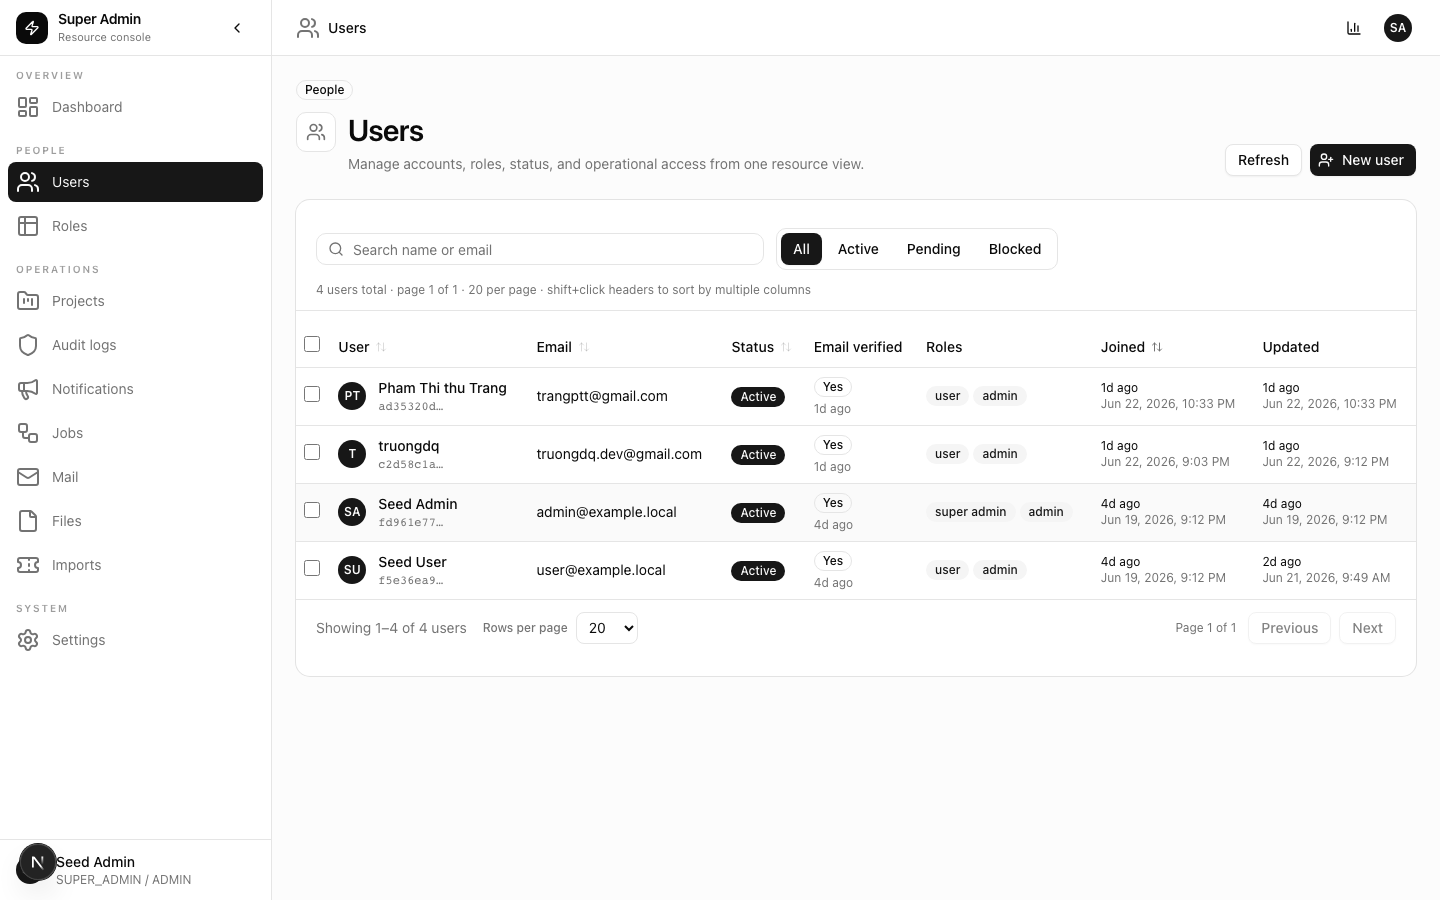 Super Admin
Resource console
OVERVIEW
Dashboard
PEOPLE
Users
Roles
OPERATIONS
Projects
Audit logs
Notifications
Jobs
Mail
Files
Imports
SYSTEM
Settings
N
Seed Admin
SUPER_ADMIN / ADMIN
Users
SA
People
Users
Manage accounts, roles, status, and operational access from one resource view.
Refresh
New user
Search name or email
All Active Pending Blocked
4 users total · page 1 of 1 · 20 per page · shift+click headers to sort by multiple columns
User Email Status Email verified Roles Joined Updated
PT Pham Thi thu Trang trangptt@gmail.com Active Yes user admin 1d ago 1d ago
ad35320d… 1d ago Jun 22, 2026, 10:33 PM Jun 22, 2026, 10:33 PM
T truongdq truongdq.dev@gmail.com Active Yes user admin 1d ago 1d ago
c2d58c1a… 1d ago Jun 22, 2026, 9:03 PM Jun 22, 2026, 9:12 PM
SA Seed Admin admin@example.local Active Yes super admin admin 4d ago 4d ago
fd961e77… 4d ago Jun 19, 2026, 9:12 PM Jun 19, 2026, 9:12 PM
SU Seed User user@example.local Active Yes user admin 4d ago 2d ago
f5e36ea9… 4d ago Jun 19, 2026, 9:12 PM Jun 21, 2026, 9:49 AM
Showing 1–4 of 4 users Rows per page 20 Page 1 of 1 Previous Next